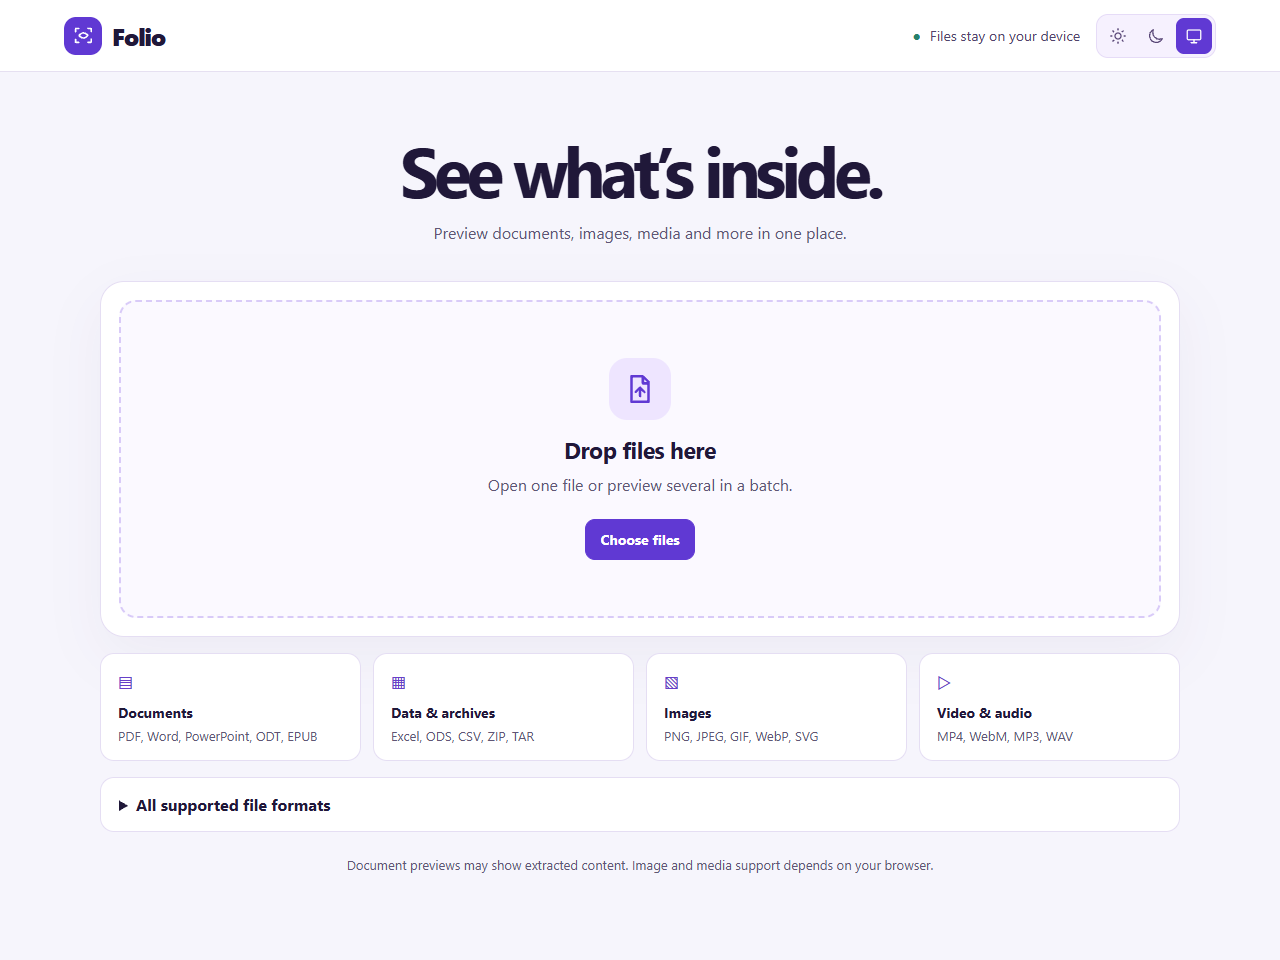 Folio
Files stay on your device
See what’s inside.
Preview documents, images, media and more in one place.
Drop files here
Open one file or preview several in a batch.
Choose files
Documents
PDF, Word, PowerPoint, ODT, EPUB
Data & archives
Excel, ODS, CSV, ZIP, TAR
Images
PNG, JPEG, GIF, WebP, SVG
Video & audio
MP4, WebM, MP3, WAV
All supported file formats
Document previews may show extracted content. Image and media support depends on your browser.